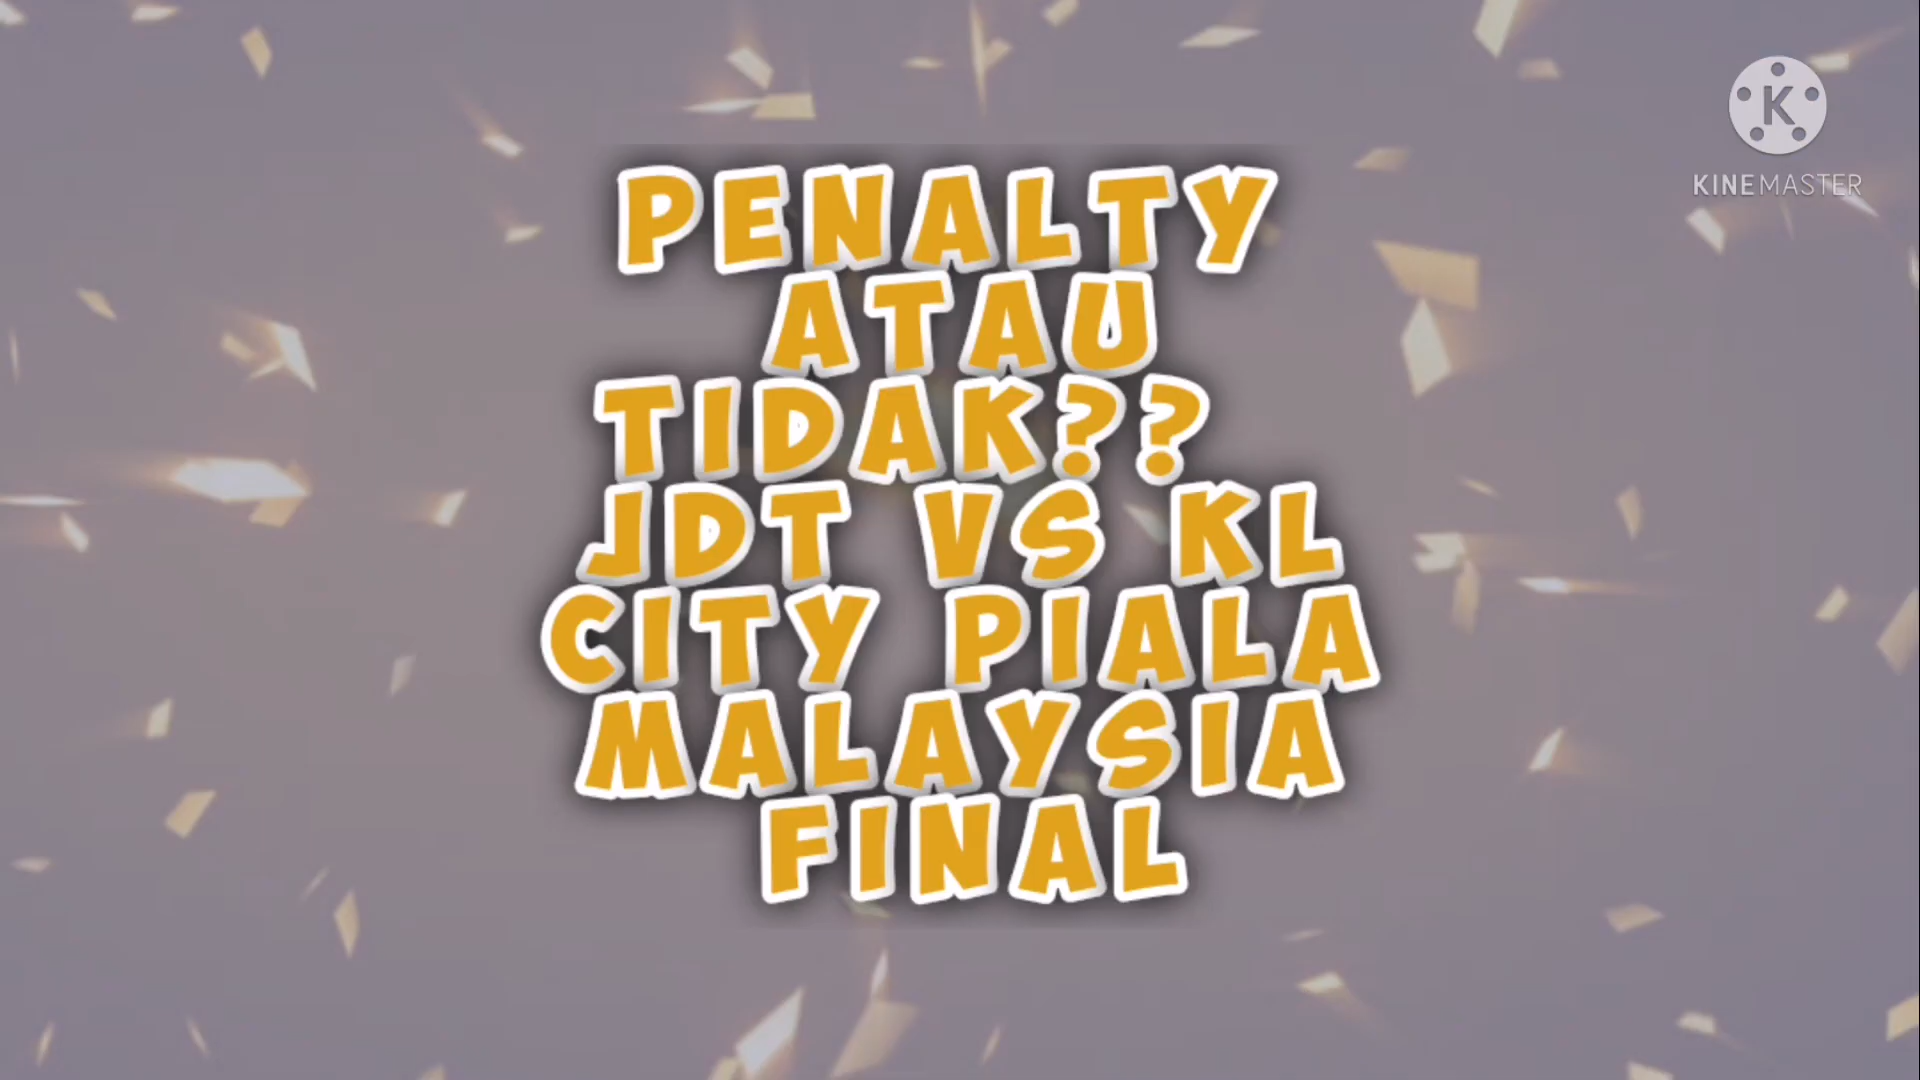 K
KINEMASTER
PENALTY
ATAU
TIDAK??
JDT VS KL
CITY PIALA
MALAYSIA
FINAL